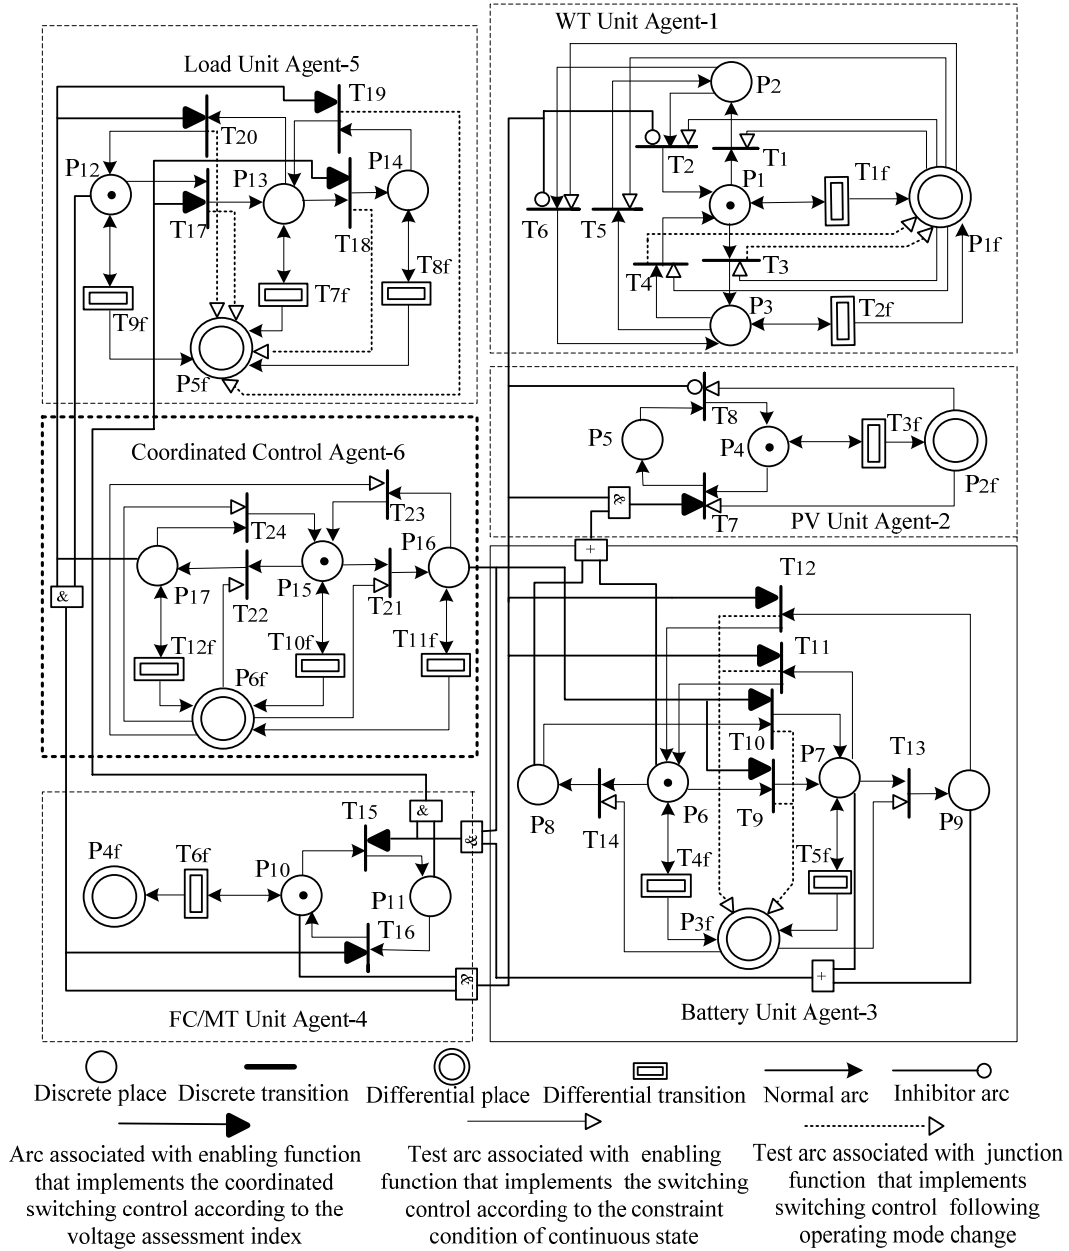 WT Unit Agent-1
P2
T2
T1
P1
T1f
T6
T5
P1f
T4
T3
P3
T2f
Load Unit Agent-5
T19
T20
P12
P13
P14
T17
T18
T8f
T9f
T7f
P5f
T8
P5
P4
T3f
P2f
&
T7
PV Unit Agent-2
Coordinated Control Agent-6
T23
T24
P16
P15
P17
T22
T21
T12f
T10f
T11f
P6f
&
+
T12
T11
T10
P7
T13
P8
P6
T9
P9
T14
T4f
T5f
P3f
+
Battery Unit Agent-3
&
T15
&
P4f
T6f
P10
P11
T16
&
FC/MT Unit Agent-4
Discrete place
Discrete transition
Differential place
Differential transition
Normal arc
Inhibitor arc
Arc associated with enabling function
that implements the coordinated
switching control according to the
voltage assessment index
Test arc associated with enabling
function that implements the switching
control according to the constraint
condition of continuous state
Test arc associated with junction
function that implements
switching control following
operating mode change